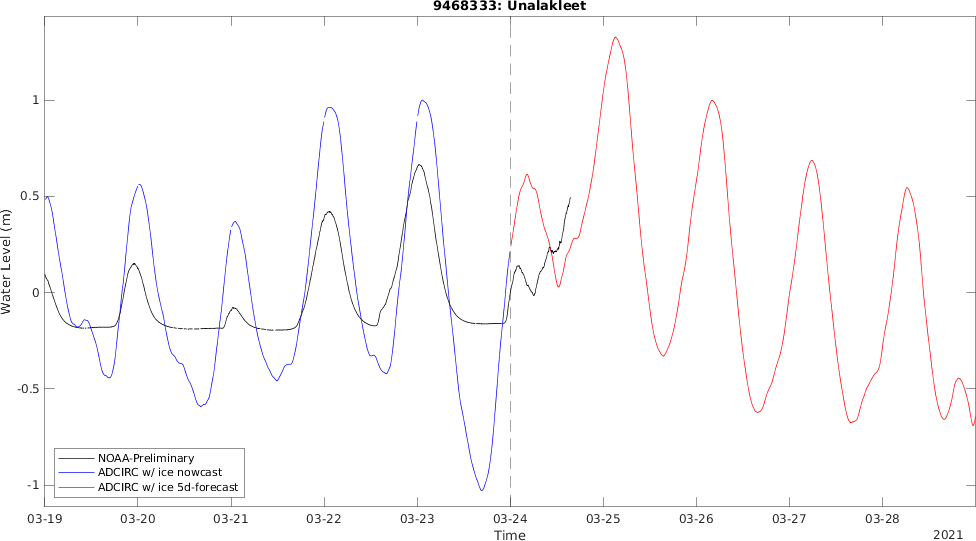 9468333: Unalakleet
Water Level (m)
1
0.5
0
-0.5
-1
NOAA-Preliminary
ADCIRC w/ ice nowcast
ADCIRC w/ ice 5d-forecast
03-19 03-20 03-21 03-22 03-23 03-24 03-25 03-26 03-27 03-28
Time
2021